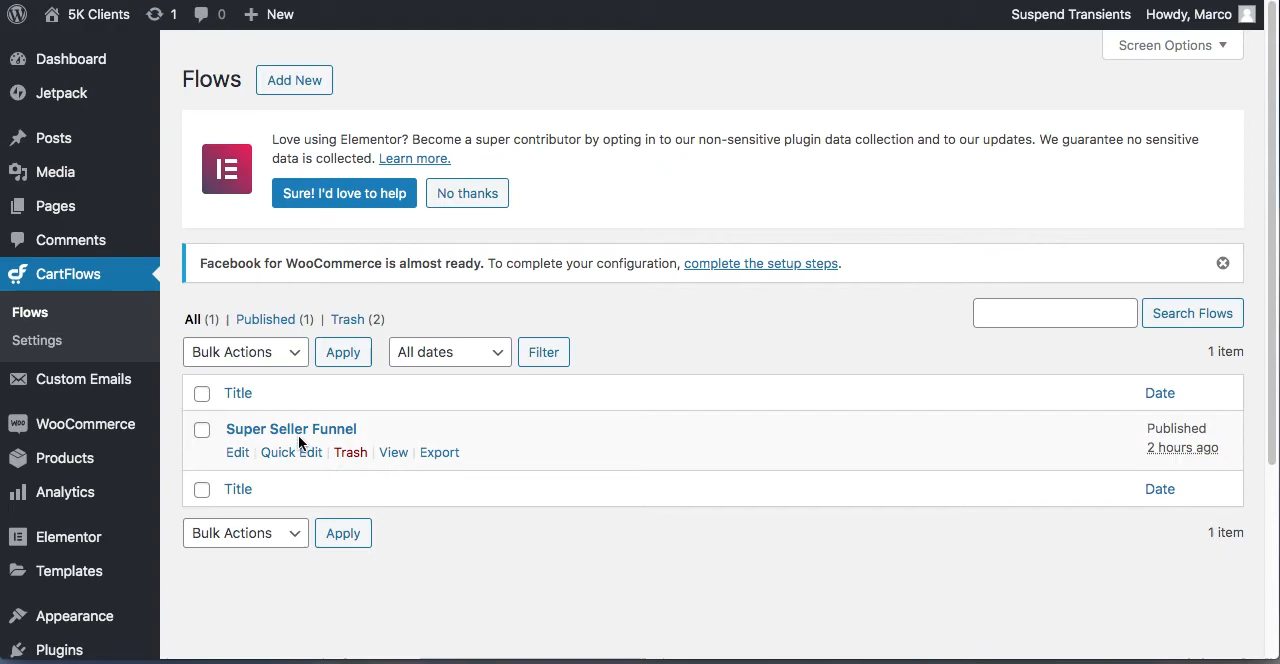 5K Clients 1 0 New Suspend Transients Howdy, Marco
Dashboard
Jetpack
Posts
Media
Pages
Comments
CartFlows
Flows
Settings
Custom Emails
WooCommerce
Products
Analytics
Elementor
Templates
Appearance
Plugins
Screen Options
Flows Add New
Love using Elementor? Become a super contributor by opting in to our non-sensitive plugin data collection and to our updates. We guarantee no sensitive
data is collected. Learn more.
Sure! I'd love to help No thanks
Facebook for WooCommerce is almost ready. To complete your configuration, complete the setup steps.
All (1) | Published (1) | Trash (2) Search Flows
Bulk Actions Apply All dates Filter 1 item
Title Date
Super Seller Funnel Published
Edit | Quick Edit | Trash | View | Export 2 hours ago
Title Date
Bulk Actions Apply 1 item